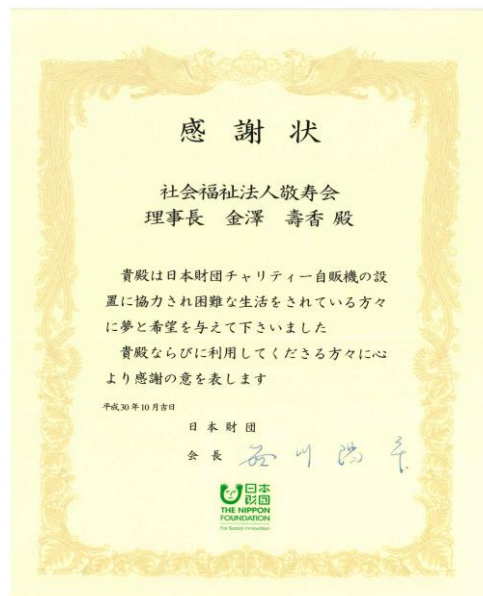 感謝状
社会福祉法人敬寿会
理事長 金澤 壽香 殿
貴殿は日本財団チャリティー自販機の設
置に協力され困難な生活をされている方々
に夢と希望を与えて下さいました
貴殿ならびに利用してくださる方々に心
より感謝の意を表します
平成30年10月吉日
日本財団
会長 笹川陽平
日本
財団
THE NIPPON
FOUNDATION
For Social Innovation